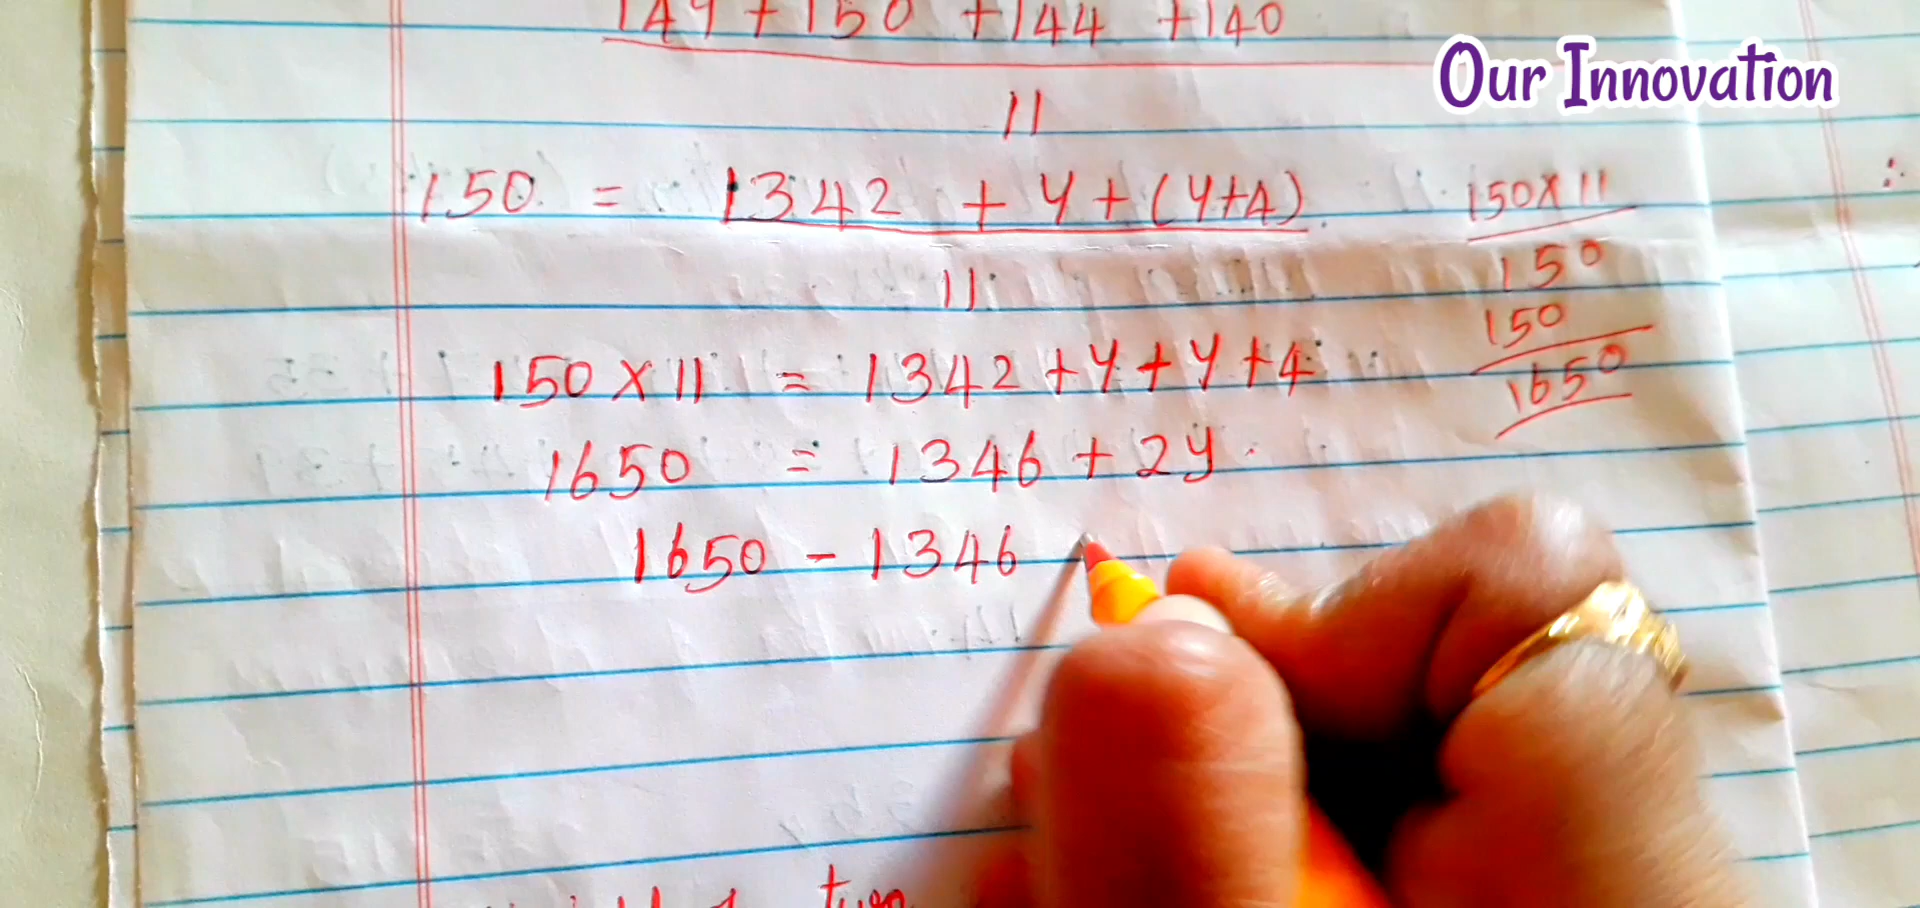 149 + 150 + 144 + 140
Our Innovation
11
150 = 1342 + y + (y+4)
11
150 x 11 = 1342 + y + y + 4
1650 = 1346 + 2y
1650 - 1346
150 x 11
150
150
1650
two